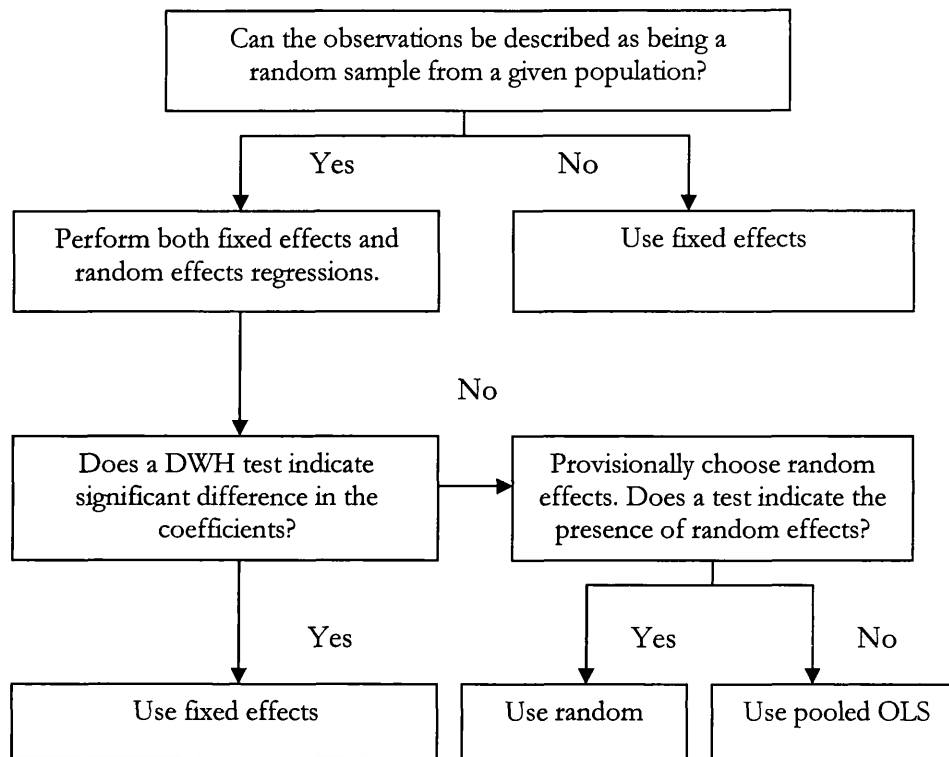 Can the observations be described as being a
random sample from a given population?
Yes
No
Perform both fixed effects and
random effects regressions.
Use fixed effects
No
Does a DWH test indicate
significant difference in the
coefficients?
Provisionally choose random
effects. Does a test indicate the
presence of random effects?
Yes
Yes
No
Use fixed effects
Use random
Use pooled OLS